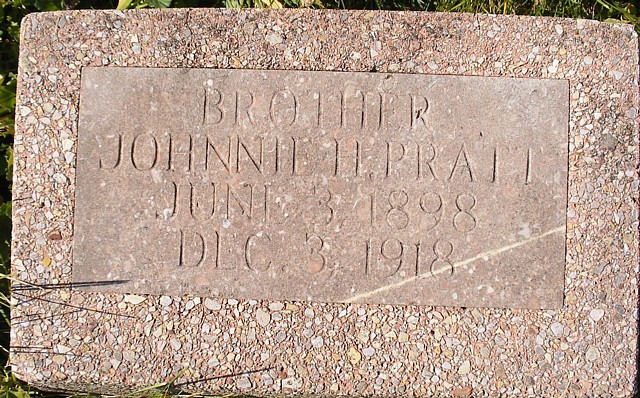 BROTHER
JOHNNIE H. PRATT
JUNE 3, 1898
DEC. 3, 1918